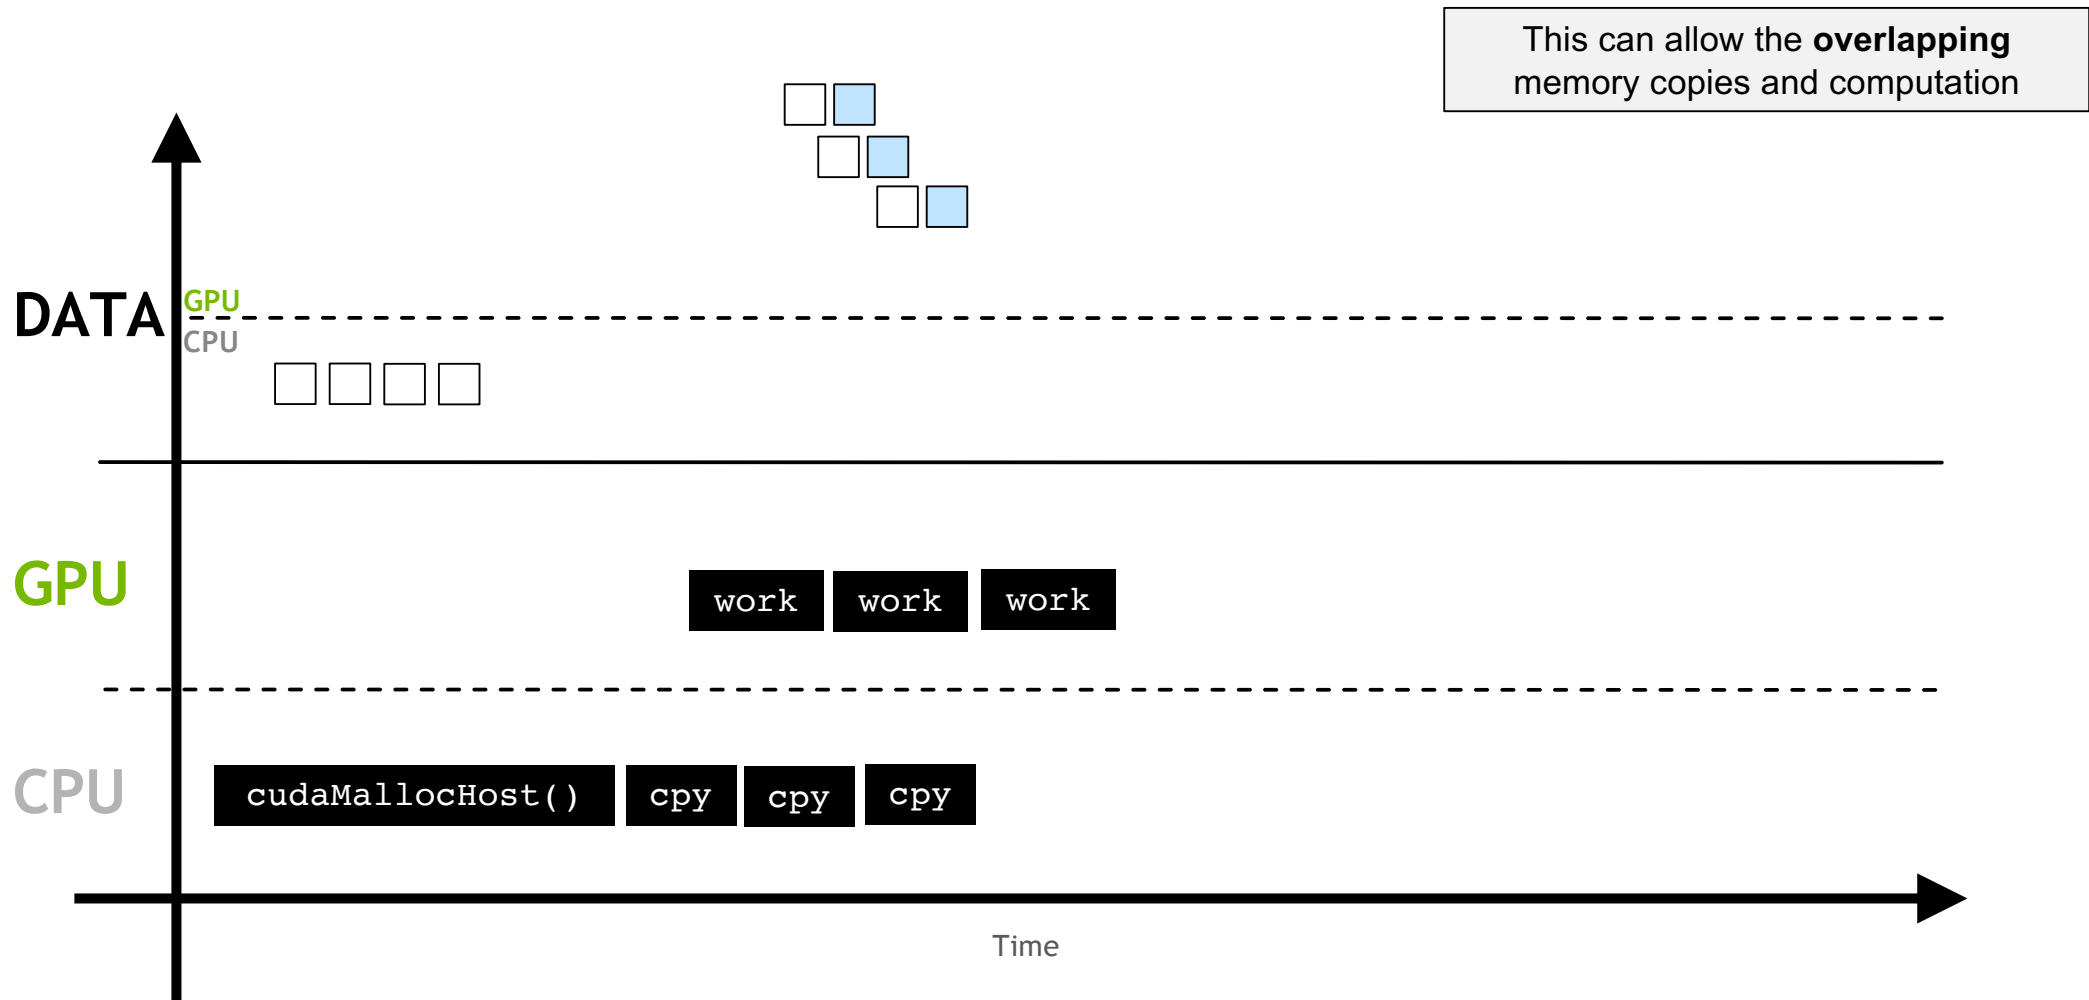 This can allow the overlapping
memory copies and computation
DATA
GPU
CPU
GPU
work work work
CPU
cudaMallocHost() cpy cpy cpy
Time